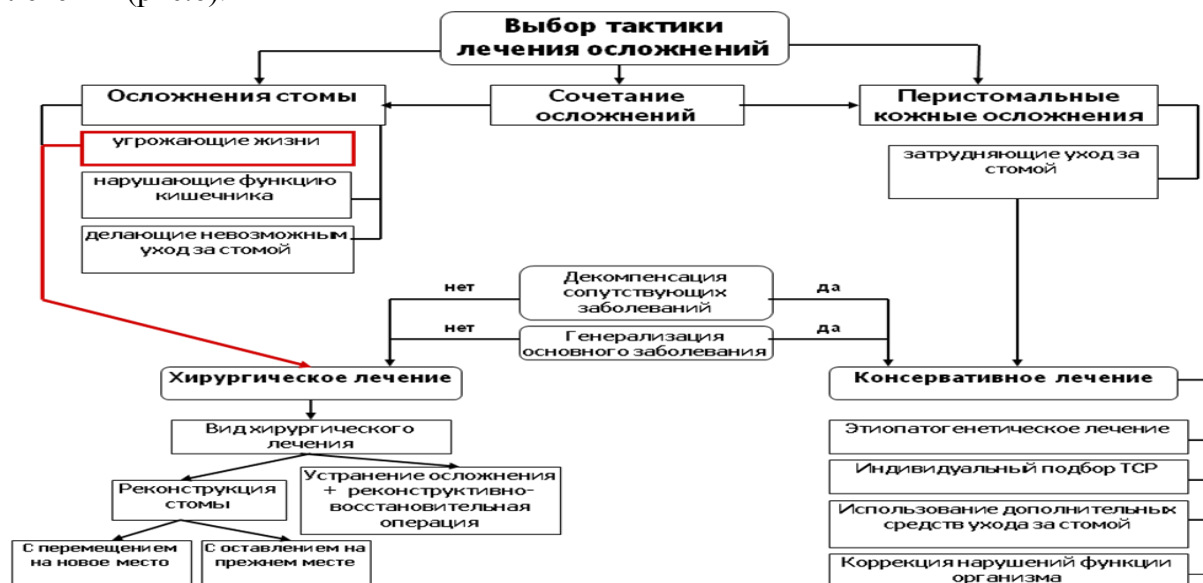 Выбор тактики
лечения осложнений
Осложнения стомы
Сочетание
осложнений
Перистомальные
кожные осложнения
угрожающие жизни
нарушающие функцию
кишечника
делающие невозможным
уход за стомой
затрудняющие уход за
стомой
Декомпенсация
сопутствующих
заболеваний
нет
да
Генерализация
основного заболевания
нет
да
Хирургическое лечение
Консервативное лечение
Вид хирургического
лечения
Реконструкция
стомы
Устранение осложнения
+ реконструктивно-
восстановительная
операция
С перемещением
на новое место
С оставлением на
прежнем месте
Этиопатогенетическое лечение
Индивидуальный подбор ТСР
Использование дополнительных
средств ухода за стомой
Коррекция нарушений функции
организма